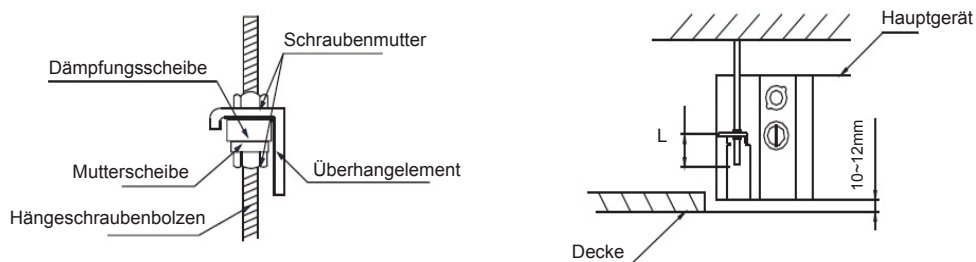 Schraubenmutter
Dämpfungsscheibe
Mutterscheibe
Überhangelement
Hängeschraubenbolzen
Hauptgerät
L
10~12mm
Decke